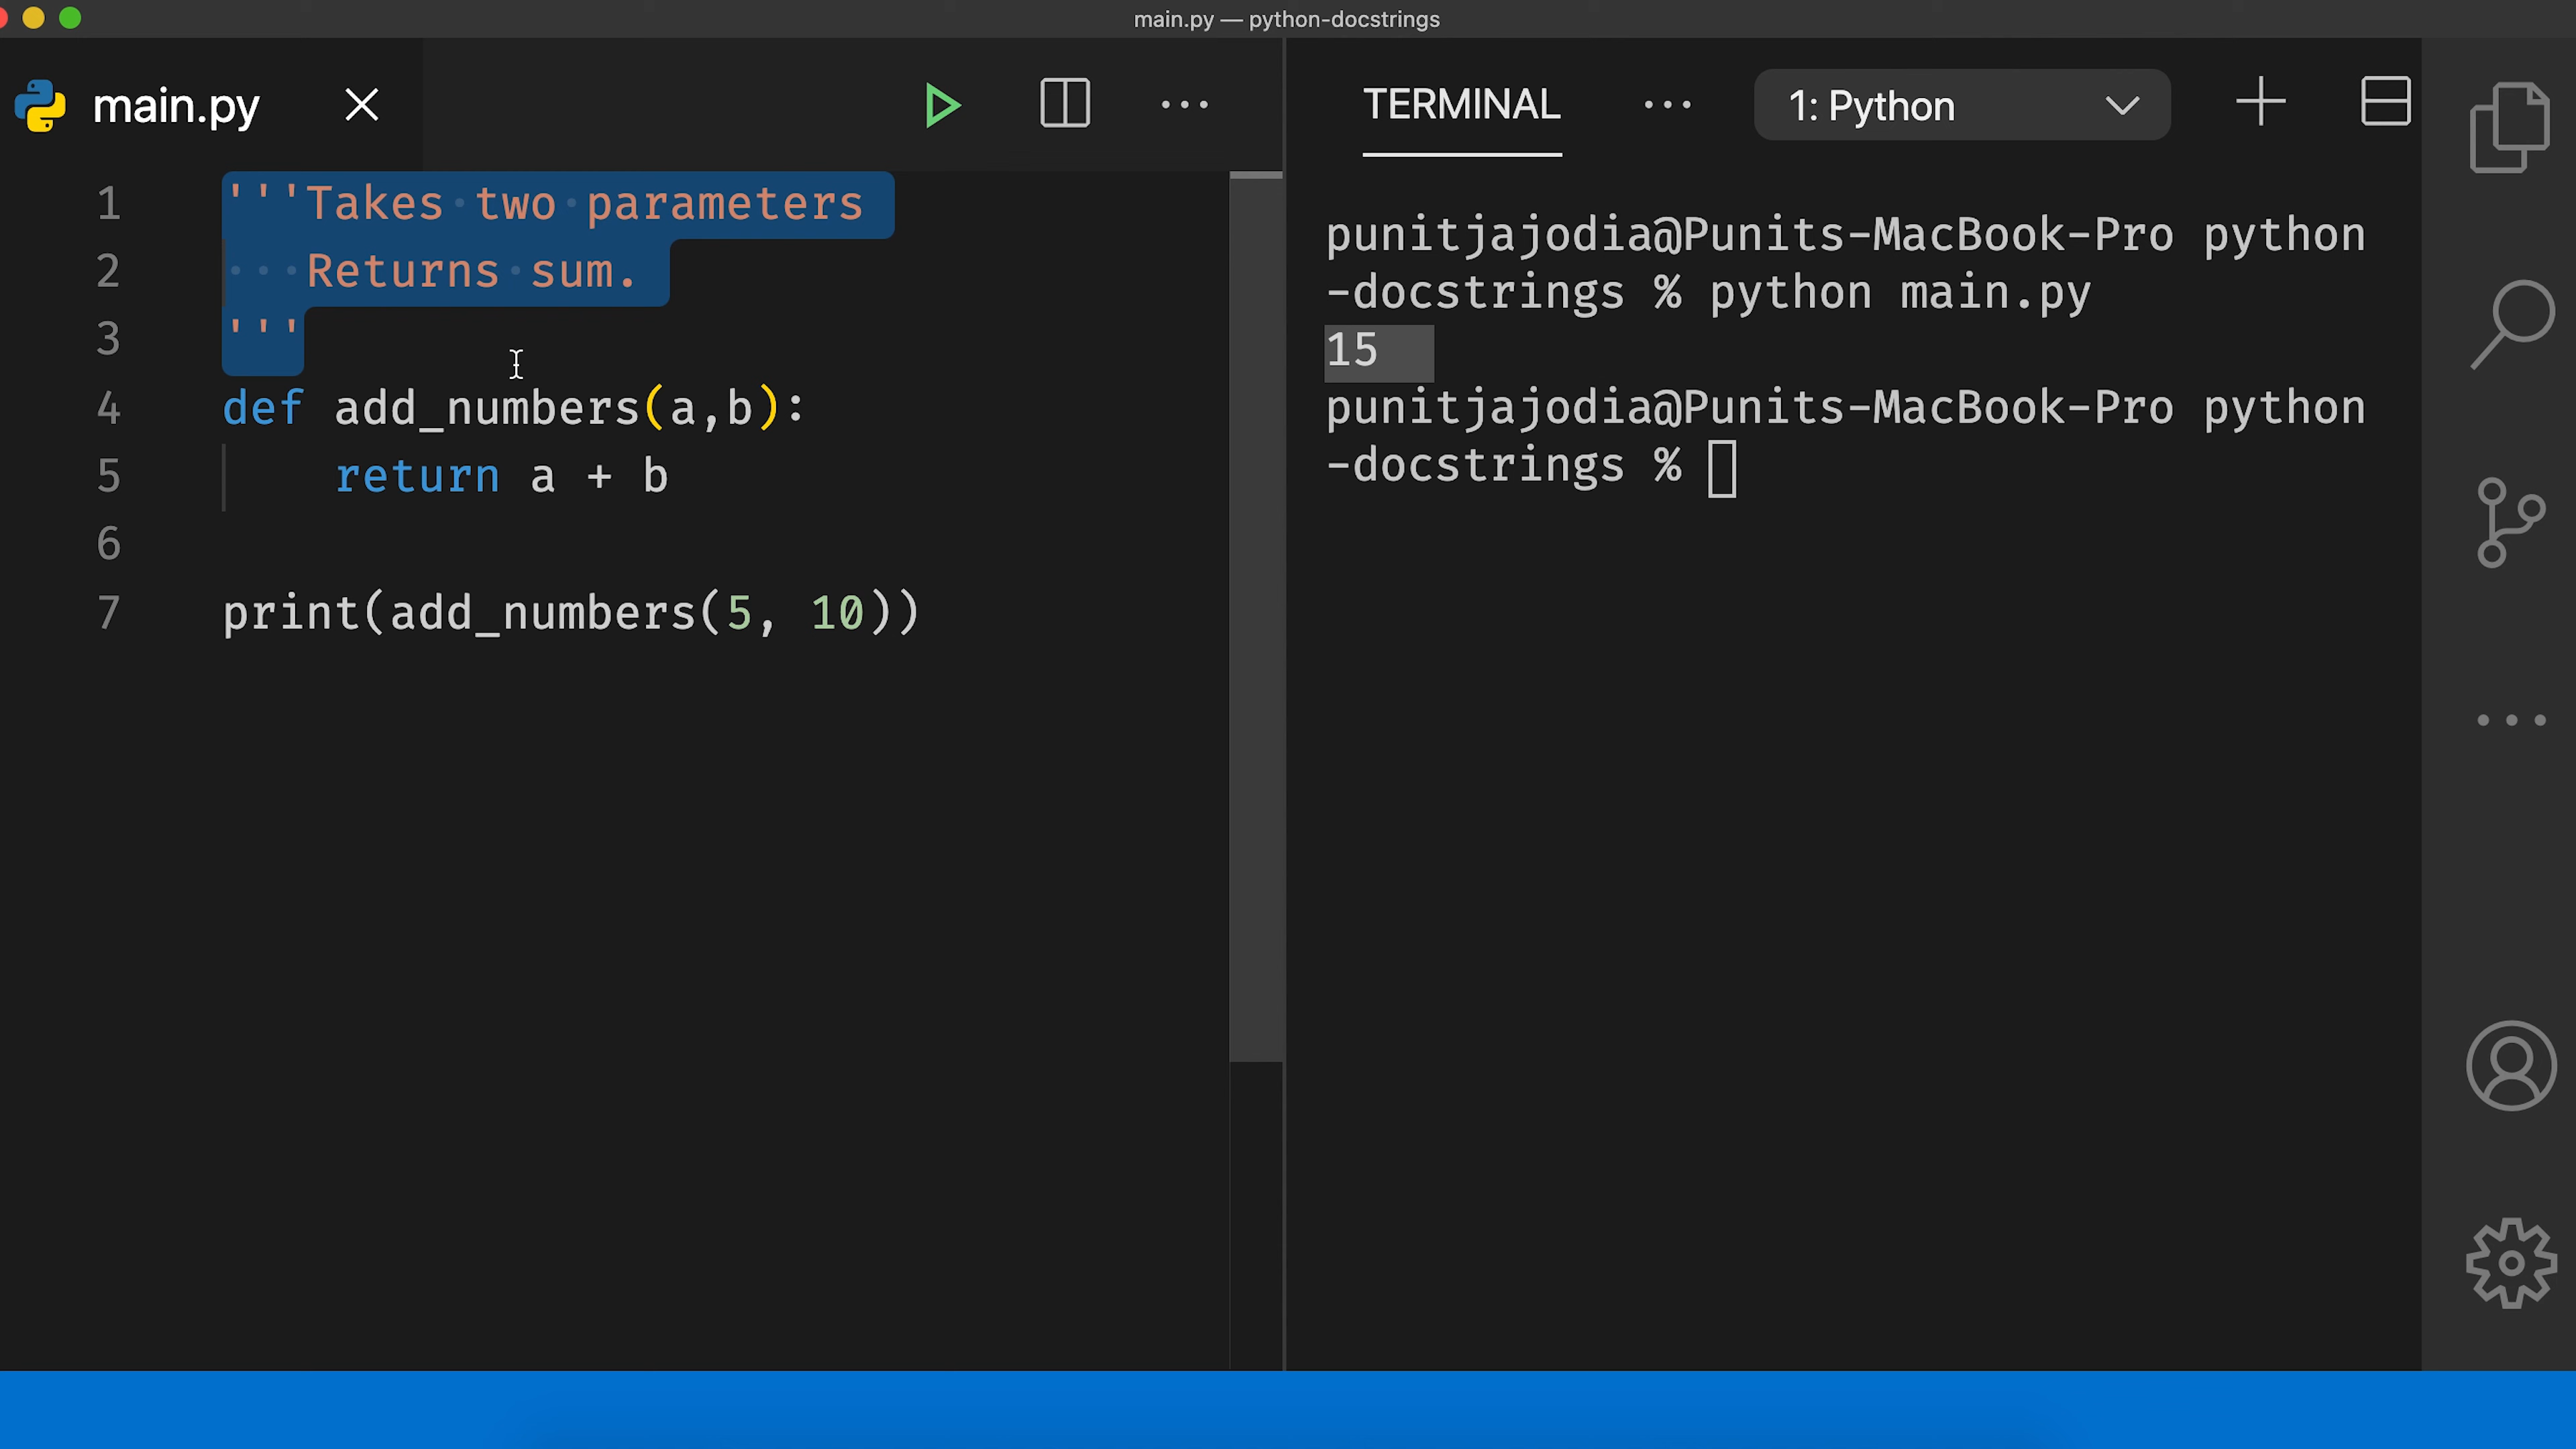 main.py — python-docstrings
main.py
TERMINAL
1: Python
1 '''Takes two parameters
2    Returns sum.
3 '''
4 def add_numbers(a,b):
5     return a + b
6
7 print(add_numbers(5, 10))
punitjajodia@Punits-MacBook-Pro python
-docstrings % python main.py
15
punitjajodia@Punits-MacBook-Pro python
-docstrings %